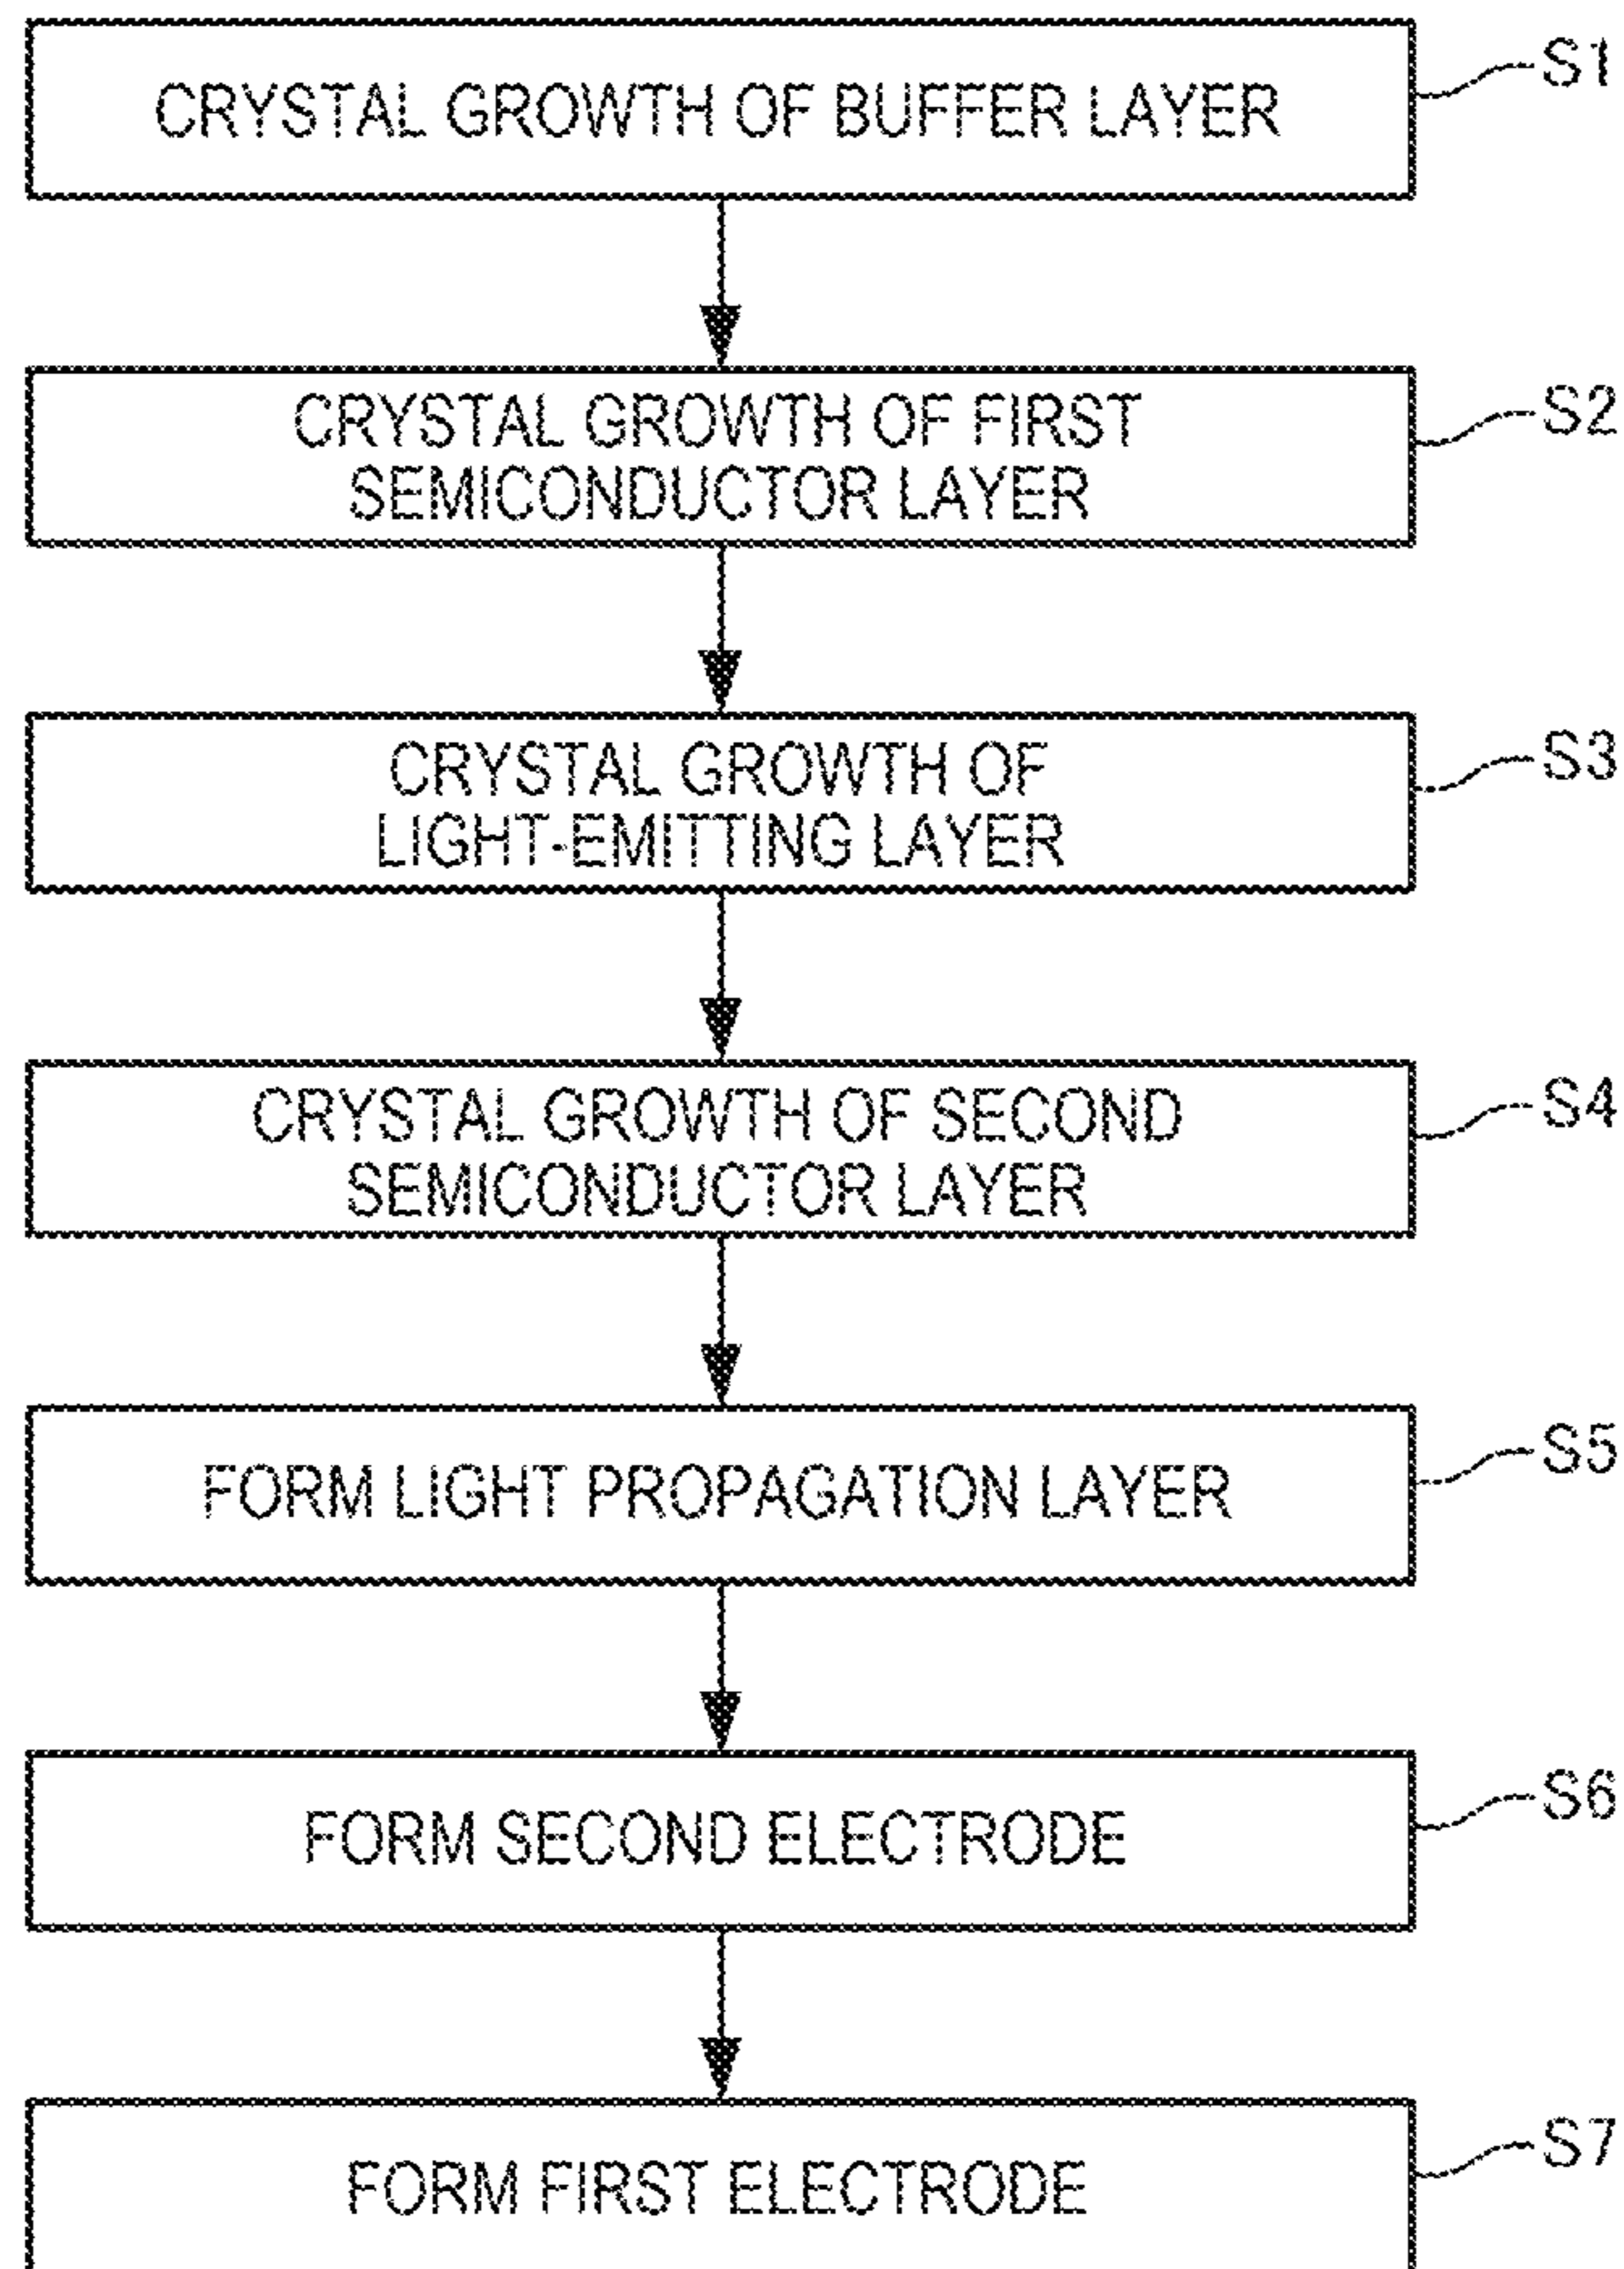 CRYSTAL GROWTH OF BUFFER LAYER
S1
CRYSTAL GROWTH OF FIRST
SEMICONDUCTOR LAYER
S2
CRYSTAL GROWTH OF
LIGHT-EMITTING LAYER
S3
CRYSTAL GROWTH OF SECOND
SEMICONDUCTOR LAYER
S4
FORM LIGHT PROPAGATION LAYER
S5
FORM SECOND ELECTRODE
S6
FORM FIRST ELECTRODE
S7